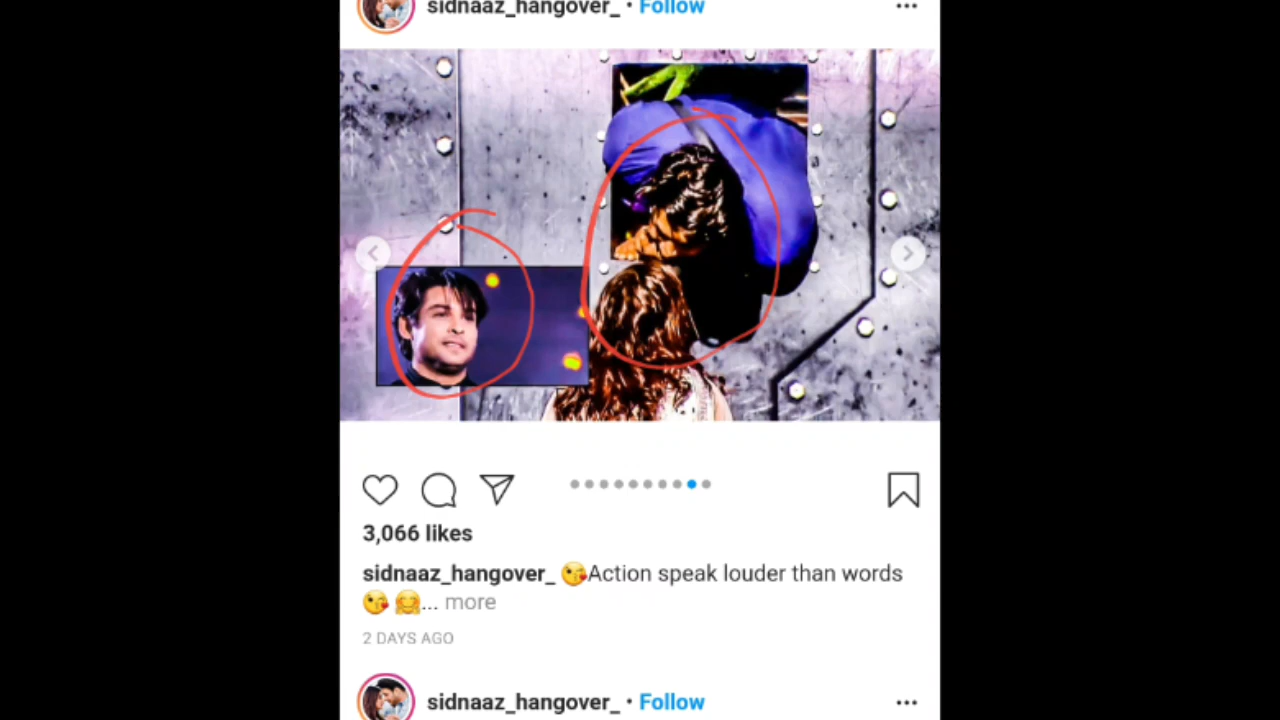 sidnaaz_hangover_ • Follow
3,066 likes
sidnaaz_hangover_ 😘Action speak louder than words
😘 🤗... more
2 DAYS AGO
sidnaaz_hangover_ • Follow